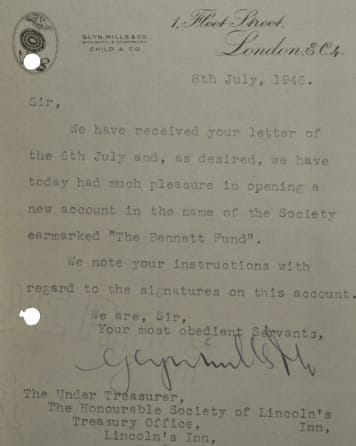 1, Fleet Street,
GLYN, MILLS & CO.
CHILD & CO.
London, E.C.4.
8th July, 1946.
Sir,
We have received your letter of
the 6th July and, as desired, we have
today had much pleasure in opening a
new account in the name of the Society
earmarked "The Bennett Fund".
We note your instructions with
regard to the signatures on this account.
We are, Sir,
Your most obedient Servants,
Glyn Mills & Co
The Under Treasurer,
The Honourable Society of Lincoln's
Treasury Office, Inn,
Lincoln's Inn,